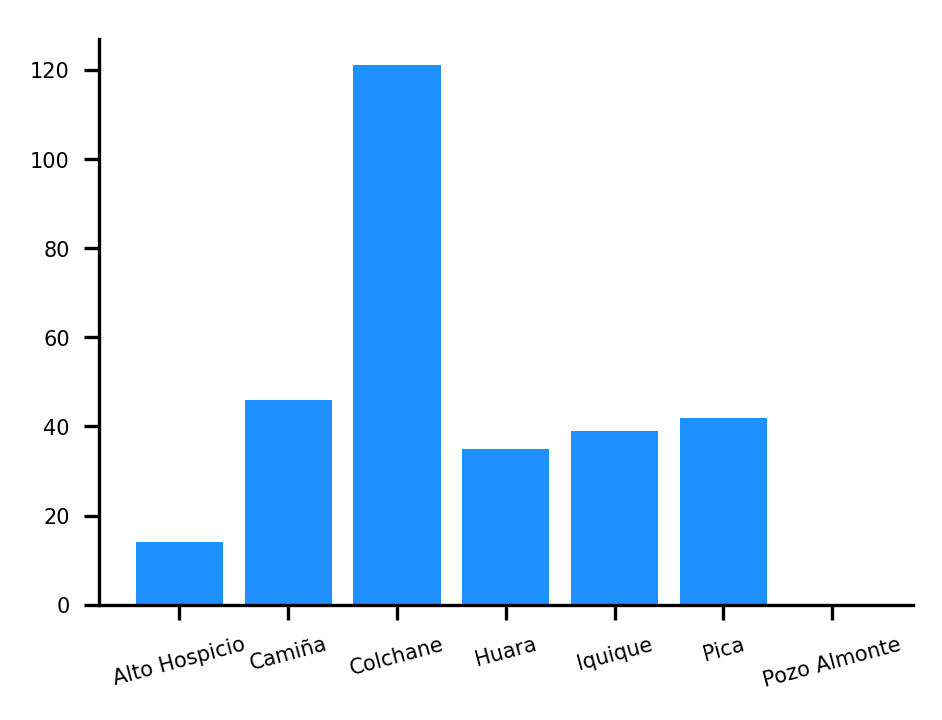 120
100
80
60
40
20
0
Alto Hospicio
Camiña
Colchane
Huara
Iquique
Pica
Pozo Almonte